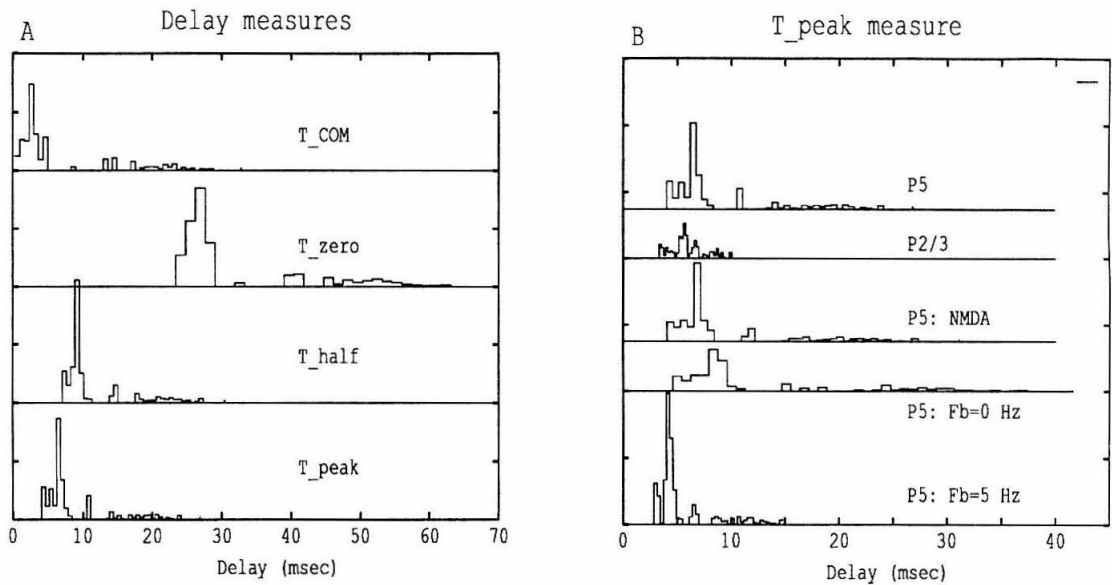 A
Delay measures
T_COM
T_zero
T_half
T_peak
0 10 20 30 40 50 60 70
Delay (msec)
B
T_peak measure
P5
P2/3
P5: NMDA
P5: Fb=0 Hz
P5: Fb=5 Hz
0 10 20 30 40
Delay (msec)